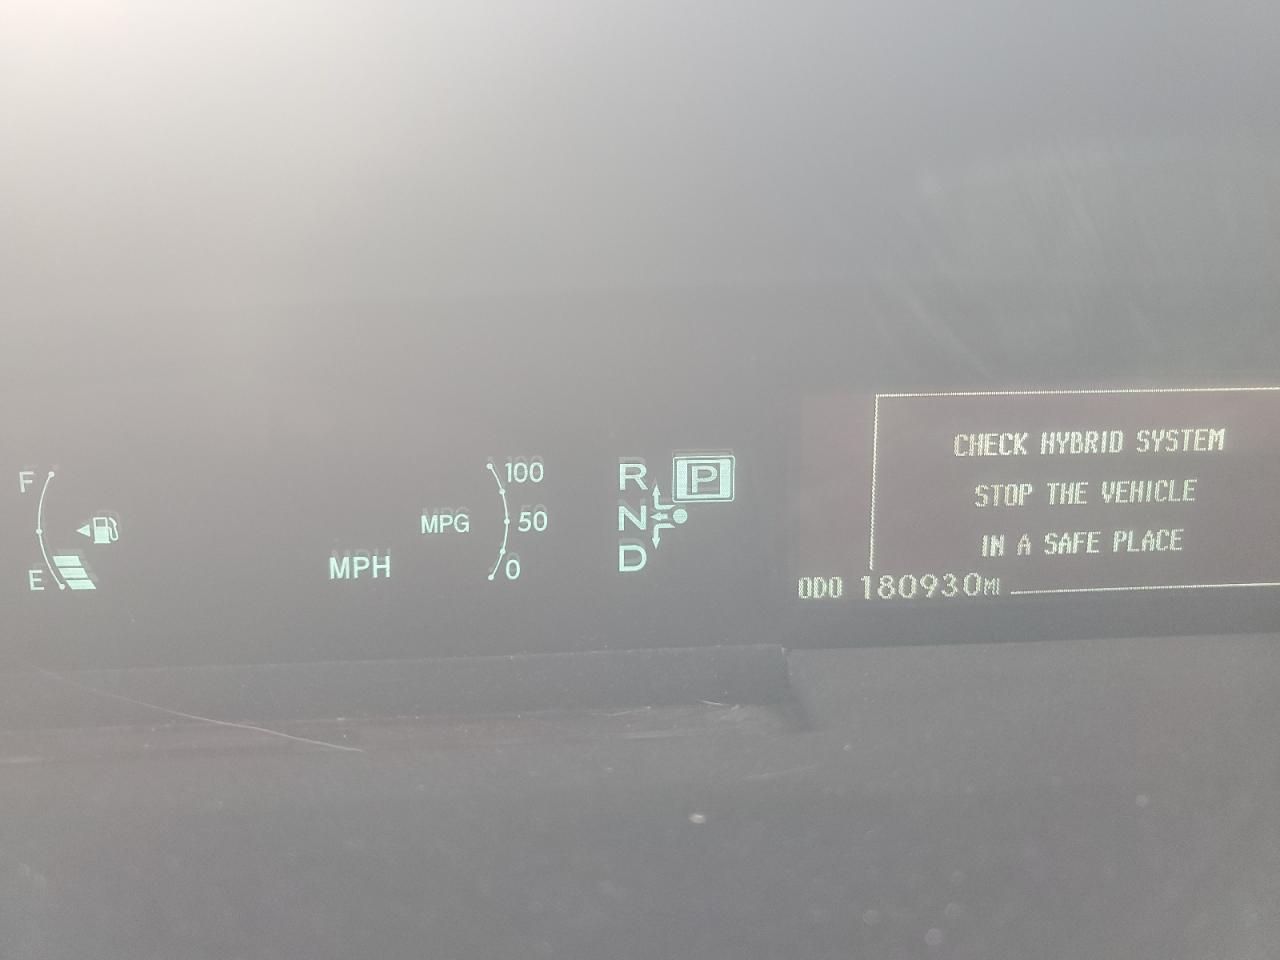 F
E
MPH
MPG
100
50
0
R
N
D
P
CHECK HYBRID SYSTEM
STOP THE VEHICLE
IN A SAFE PLACE
ODO 180930MI